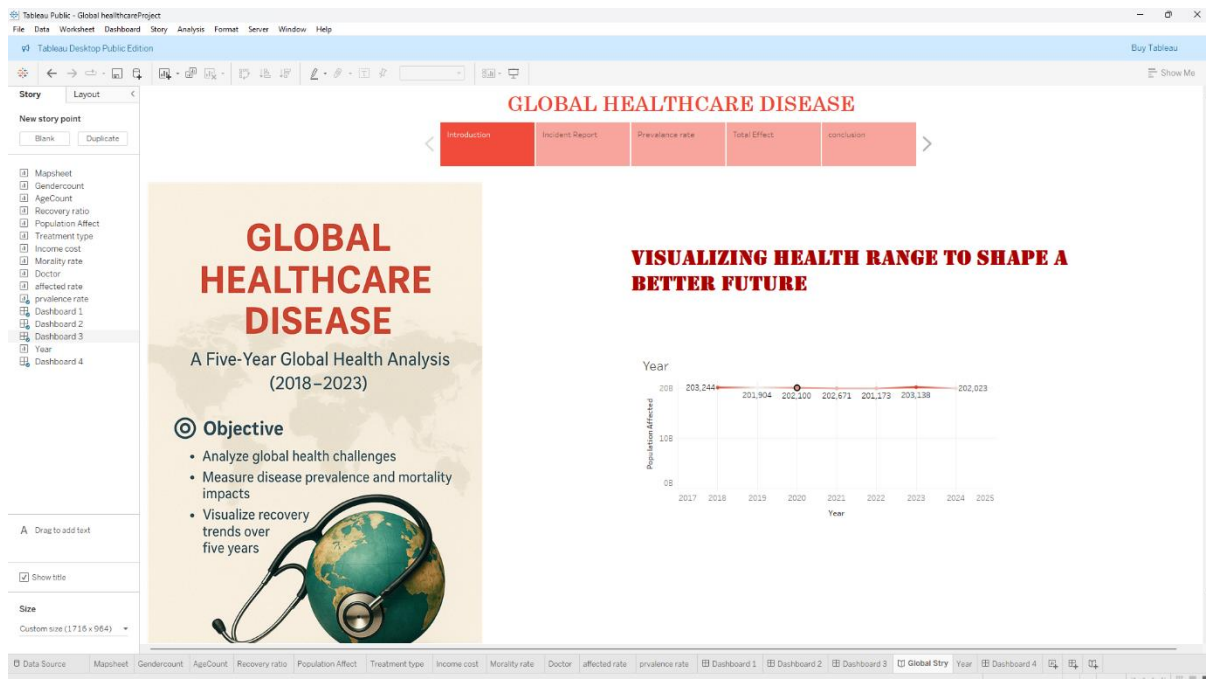 Tableau Public - Global healthcareProject
File Data Worksheet Dashboard Story Analysis Format Server Window Help
Tableau Desktop Public Edition
Buy Tableau
Show Me
Story Layout
New story point
Blank Duplicate
Mapsheet
Gendercount
AgeCount
Recovery ratio
Population Affect
Treatment type
Income cost
Morality rate
Doctor
affected rate
prvalence rate
Dashboard 1
Dashboard 2
Dashboard 3
Year
Dashboard 4
A Drag to add text
Show title
Size
Custom size (1716 x 964)
GLOBAL HEALTHCARE DISEASE
Introduction Incident Report Prevalance rate Total Effect conclusion
GLOBAL
HEALTHCARE
DISEASE
A Five-Year Global Health Analysis
(2018–2023)
Objective
• Analyze global health challenges
• Measure disease prevalence and mortality
impacts
• Visualize recovery
trends over
five years
VISUALIZING HEALTH RANGE TO SHAPE A
BETTER FUTURE
Year
20B
10B
0B
Population Affected
203,244 201,904 202,100 202,671 201,173 203,138 202,023
2017 2018 2019 2020 2021 2022 2023 2024 2025
Year
Data Source Mapsheet Gendercount AgeCount Recovery ratio Population Affect Treatment type Income cost Morality rate Doctor affected rate prvalence rate Dashboard 1 Dashboard 2 Dashboard 3 Global Stry Year Dashboard 4